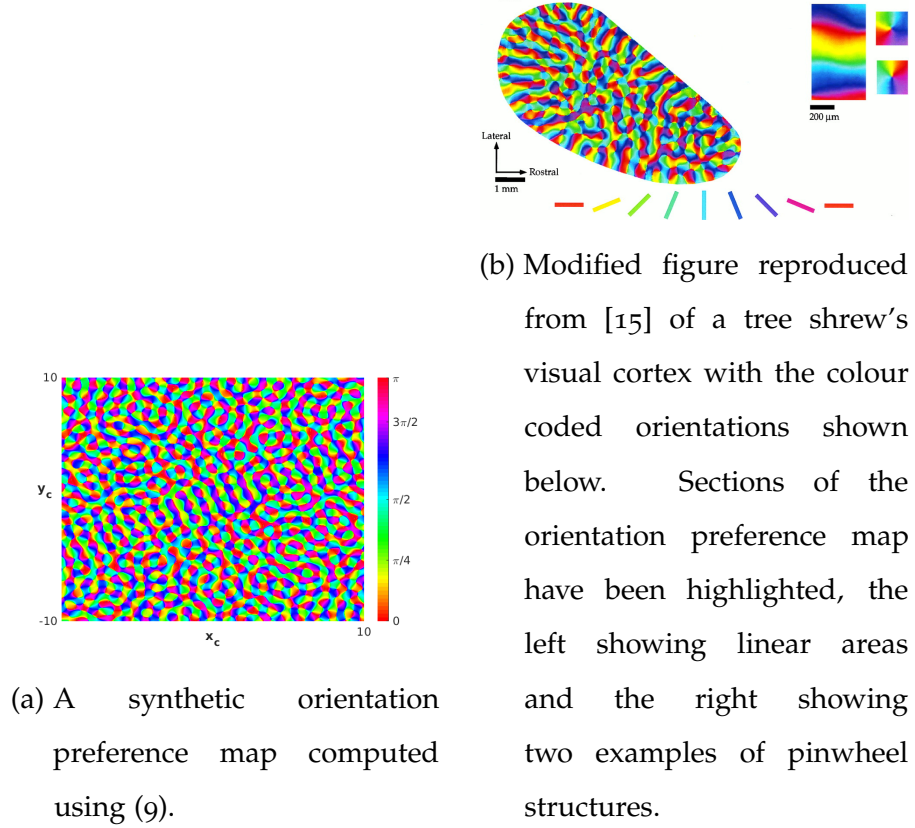 Lateral
Rostral
1 mm
200 µm
(b) Modified figure reproduced
from [15] of a tree shrew's
visual cortex with the colour
coded orientations shown
below. Sections of the
orientation preference map
have been highlighted, the
left showing linear areas
and the right showing
two examples of pinwheel
structures.
10
y_c
-10
x_c
10
π
3π/2
π/2
π/4
0
(a) A synthetic orientation
preference map computed
using (9).